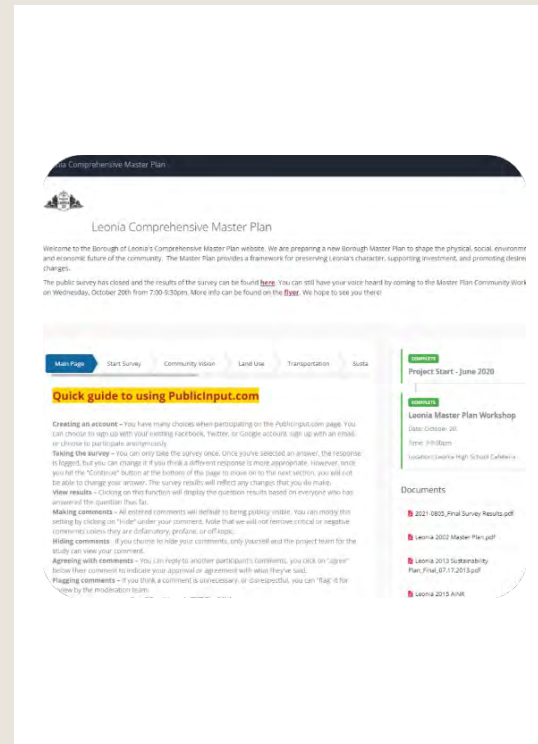 nia Comprehensive Master Plan
Leonia Comprehensive Master Plan
Welcome to the Borough of Leonia's Comprehensive Master Plan website. We are preparing a new Borough Master Plan to shape the physical, social, environme
and economic future of the community. The Master Plan provides a framework for preserving Leonia's character, supporting investment, and promoting desired
changes.
The public survey has closed and the results of the survey can be found here. You can still have your voice heard by coming to the Master Plan Community Work
on Wednesday, October 20th from 7:00-9:30pm. More info can be found on the flyer. We hope to see you there!
Main Page
Start Survey
Community Vision
Land Use
Transportation
Susta
Quick guide to using PublicInput.com
Creating an account – You have many choices when participating on the PublicInput.com page. You
can choose to sign up with your existing Facebook, Twitter, or Google account, sign up with an email,
or choose to participate anonymously.
Taking the survey – You can only take the survey once. Once you've selected an answer, the response
is logged, but you can change it if you think a different response is more appropriate. However, once
you hit the "Continue" button at the bottom of the page to move on to the next section, you will not
be able to change your answer. The survey results will reflect any changes that you do make.
View results – Clicking on this function will display the question results based on everyone who has
answered the question thus far.
Making comments – All entered comments will default to being publicly visible. You can modify this
setting by clicking on "Hide" under your comment. Note that we will not remove critical or negative
comments unless they are defamatory, profane, or off-topic.
Hiding comments – If you choose to hide your comments, only yourself and the project team for the
study can view your comment.
Agreeing with comments – You can reply to another participant's comments, you click on "agree"
below their comment to indicate your approval or agreement with what they've said.
Flagging comments – If you think a comment is unnecessary, or disrespectful, you can "flag" it for
review by the moderation team.
COMPLETE
Project Start - June 2020
COMPLETE
Leonia Master Plan Workshop
Date: October 20
Time: 7-9:30pm
Location: Leonia High School Cafeteria
Documents
2021-0805_Final Survey Results.pdf
Leonia 2002 Master Plan.pdf
Leonia 2013 Sustainability
Plan_Final_07.17.2013.pdf
Leonia 2015